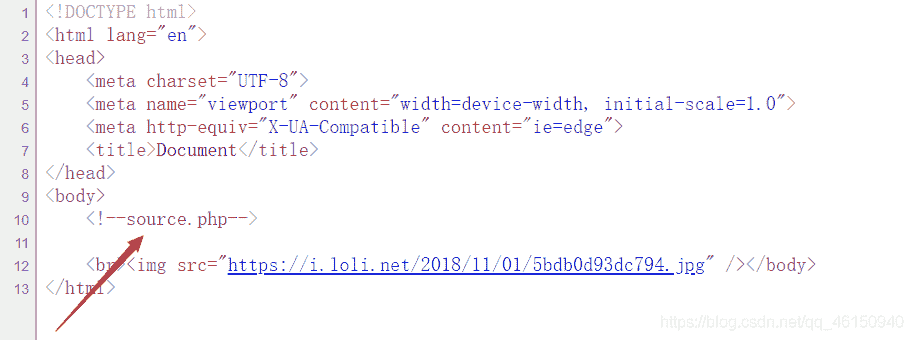 1 <!DOCTYPE html>
2 <html lang="en">
3 <head>
4 <meta charset="UTF-8">
5 <meta name="viewport" content="width=device-width, initial-scale=1.0">
6 <meta http-equiv="X-UA-Compatible" content="ie=edge">
7 <title>Document</title>
8 </head>
9 <body>
10 <!--source.php-->
11
12 <br><img src="https://i.loli.net/2018/11/01/5bdb0d93dc794.jpg" /></body>
13 </html>
https://blog.csdn.net/qq_46150940